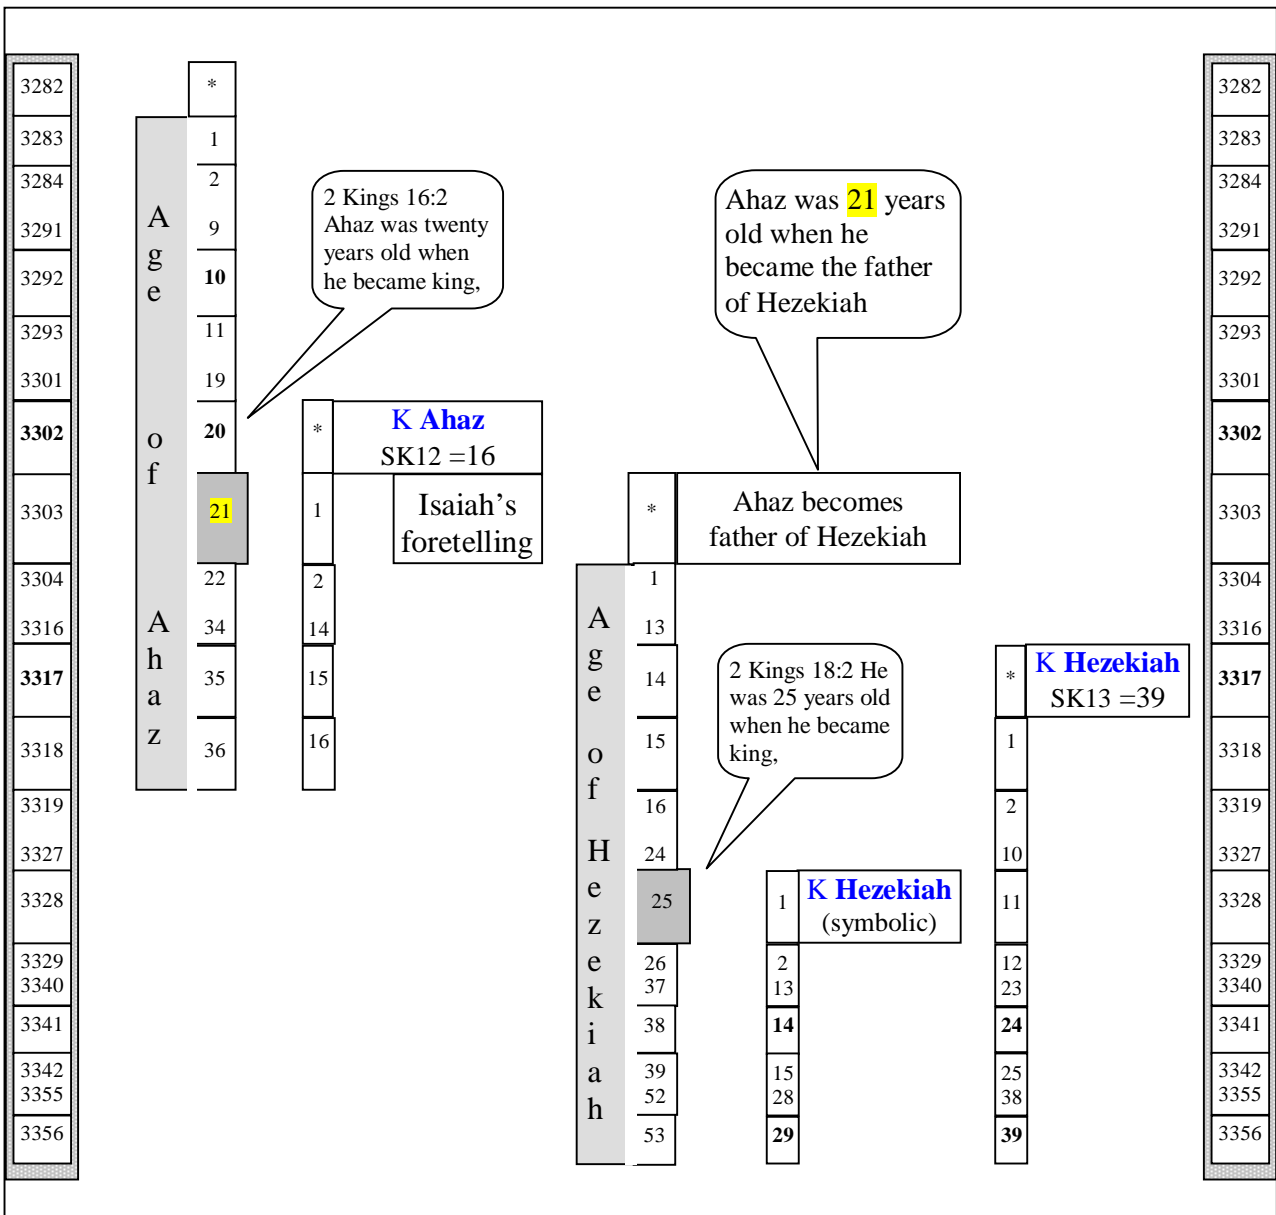 3282 * 3282
3283 1 3283
3284 2 3284
3291 9 3291
3292 10 3292
3293 11 3293
3301 19 3301
3302 20 * K Ahaz 3302
SK12 =16
3303 21 1 Isaiah's * Ahaz becomes 3303
foretelling father of Hezekiah
3304 22 2 1 3304
3316 34 14 13 3316
3317 35 15 14 * K Hezekiah 3317
SK13 =39
3318 36 16 15 1 3318
3319 16 2 3319
3327 24 10 3327
3328 25 1 K Hezekiah 11 3328
(symbolic)
3329 26 2 12 3329
3340 37 13 23 3340
3341 38 14 24 3341
3342 39 15 25 3342
3355 52 28 38 3355
3356 53 29 39 3356
Age of Ahaz
2 Kings 16:2
Ahaz was twenty
years old when
he became king,
Ahaz was 21 years
old when he
became the father
of Hezekiah
Age of Hezekiah
2 Kings 18:2 He
was 25 years old
when he became
king,